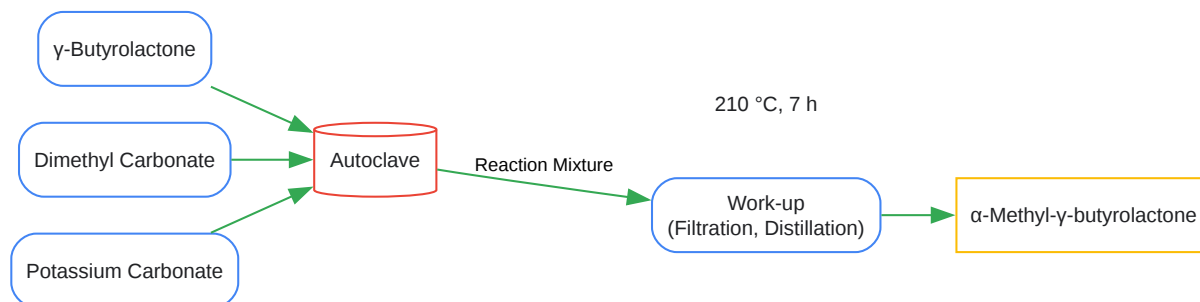 γ-Butyrolactone
210 °C, 7 h
Dimethyl Carbonate
Autoclave
Reaction Mixture
Work-up
(Filtration, Distillation)
α-Methyl-γ-butyrolactone
Potassium Carbonate